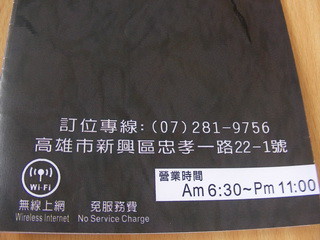 訂位專線:(07)281-9756
高雄市新興區忠孝一路22-1號
Wi-Fi
無線上網
Wireless Internet
免服務費
No Service Charge
營業時間
Am 6:30~Pm 11:00